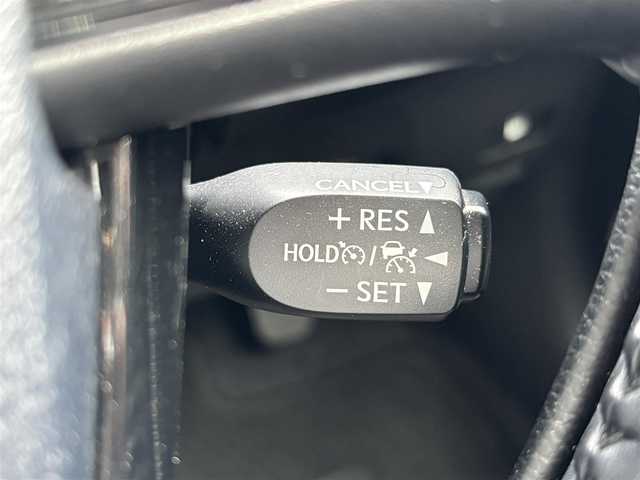 CANCEL▼
+ RES ▲
HOLD / ◀
− SET ▼